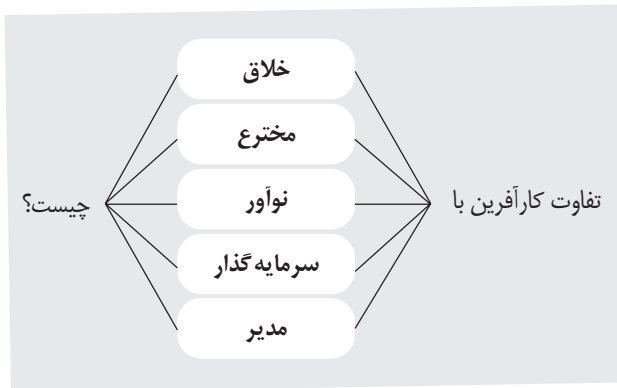 تفاوت کارآفرین با
خلاق
مخترع
نوآور
سرمایه‌گذار
مدیر
چیست؟